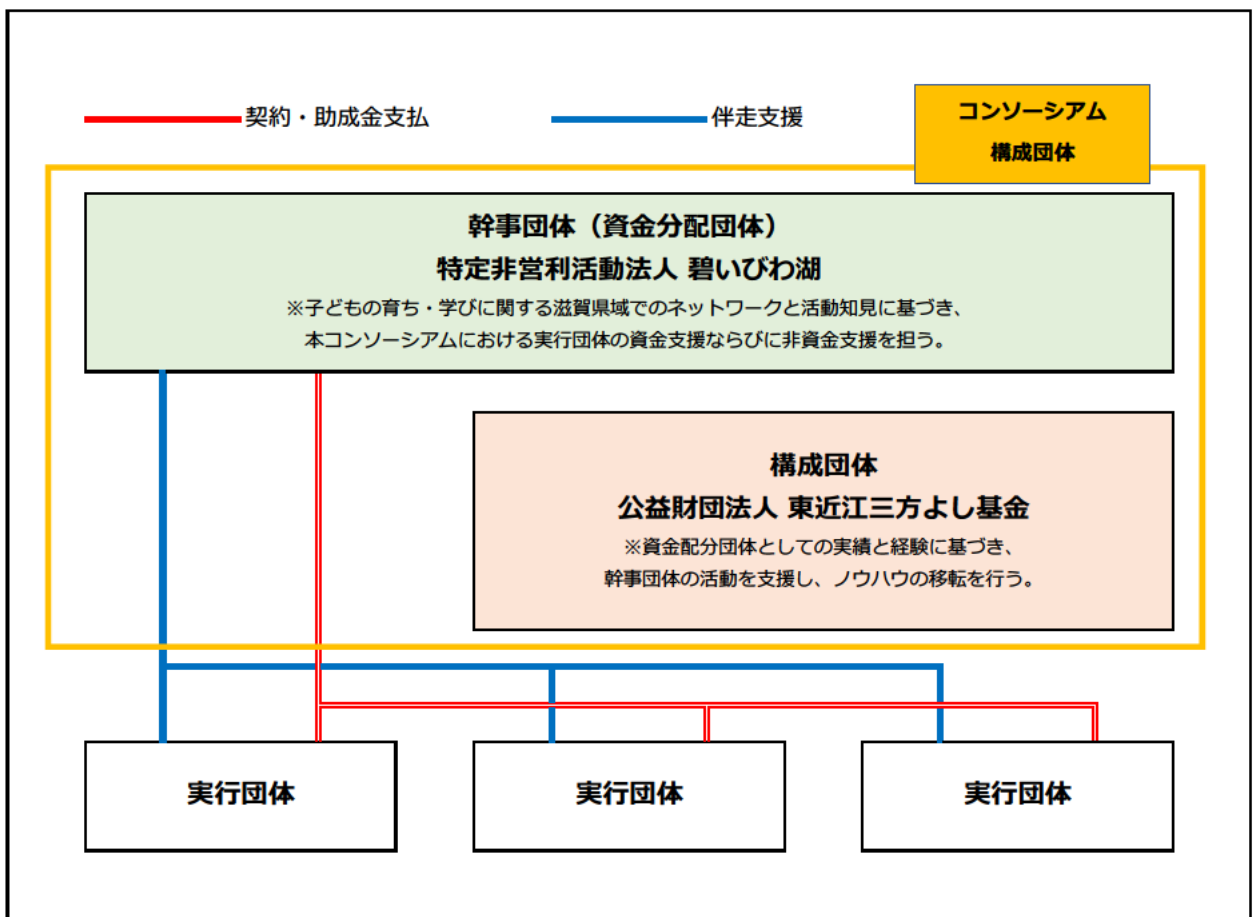 契約・助成金支払
伴走支援
コンソーシアム
構成団体
幹事団体（資金分配団体）
特定非営利活動法人 碧いびわ湖
※子どもの育ち・学びに関する滋賀県域でのネットワークと活動知見に基づき、
本コンソーシアムにおける実行団体の資金支援ならびに非資金支援を担う。
構成団体
公益財団法人 東近江三方よし基金
※資金配分団体としての実績と経験に基づき、
幹事団体の活動を支援し、ノウハウの移転を行う。
実行団体
実行団体
実行団体